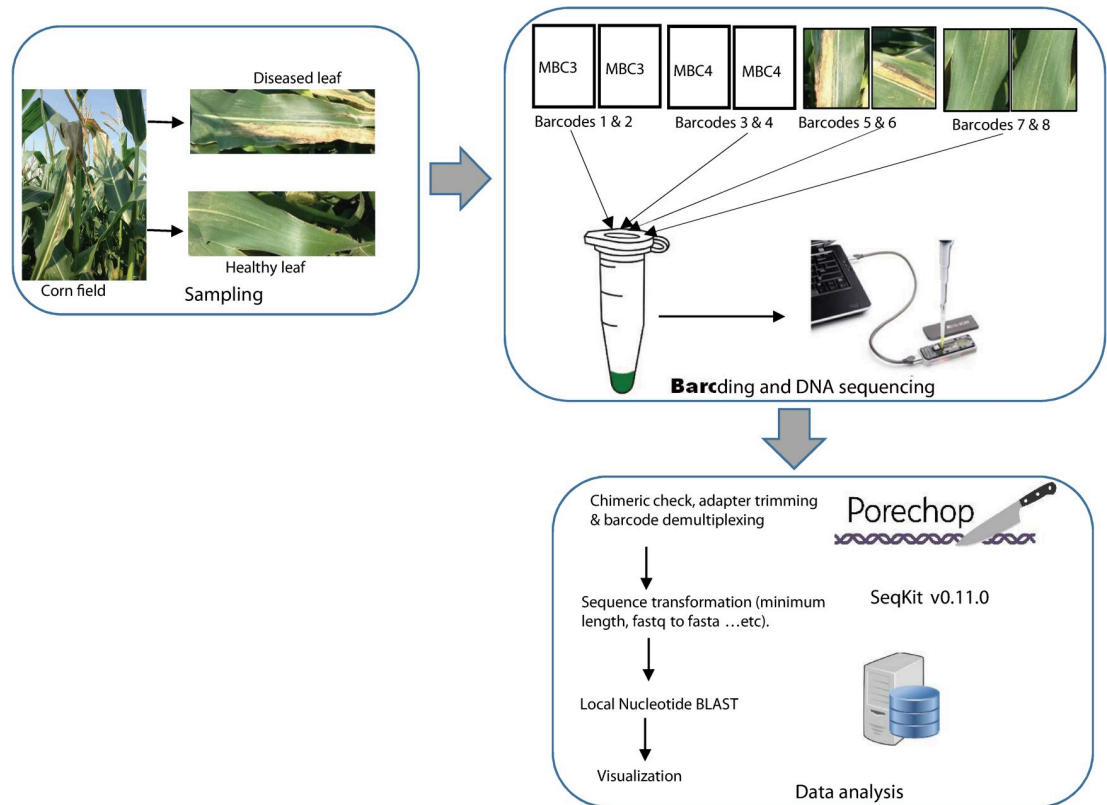 Diseased leaf
Healthy leaf
Corn field
Sampling
MBC3
MBC3
MBC4
MBC4
Barcodes 1 & 2
Barcodes 3 & 4
Barcodes 5 & 6
Barcodes 7 & 8
Barcding and DNA sequencing
Chimeric check, adapter trimming
& barcode demultiplexing
Porechop
Sequence transformation (minimum
length, fastq to fasta ...etc).
SeqKit v0.11.0
Local Nucleotide BLAST
Visualization
Data analysis